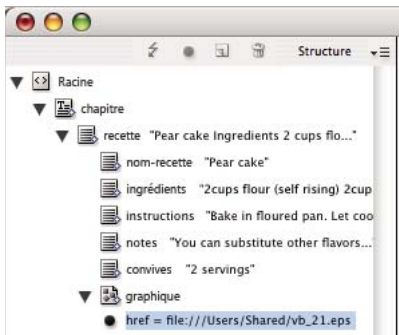 Structure
Racine
chapitre
recette "Pear cake Ingredients 2 cups flo..."
nom-recette "Pear cake"
ingrédients "2cups flour (self rising) 2cup
instructions "Bake in floured pan. Let coo
notes "You can substitute other flavors...
convives "2 servings"
graphique
href = file:///Users/Shared/vb_21.eps